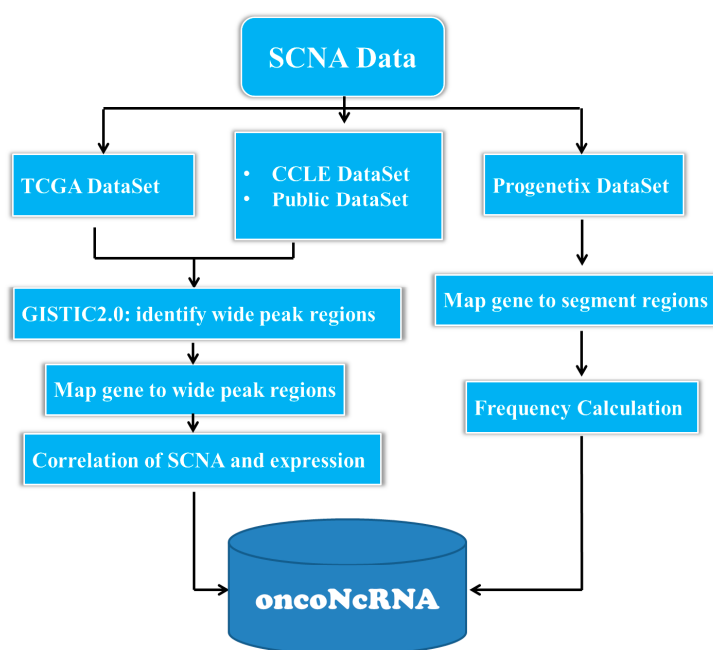 SCNA Data
TCGA DataSet
• CCLE DataSet
• Public DataSet
Progenetix DataSet
GISTIC2.0: identify wide peak regions
Map gene to segment regions
Map gene to wide peak regions
Frequency Calculation
Correlation of SCNA and expression
oncoNcRNA